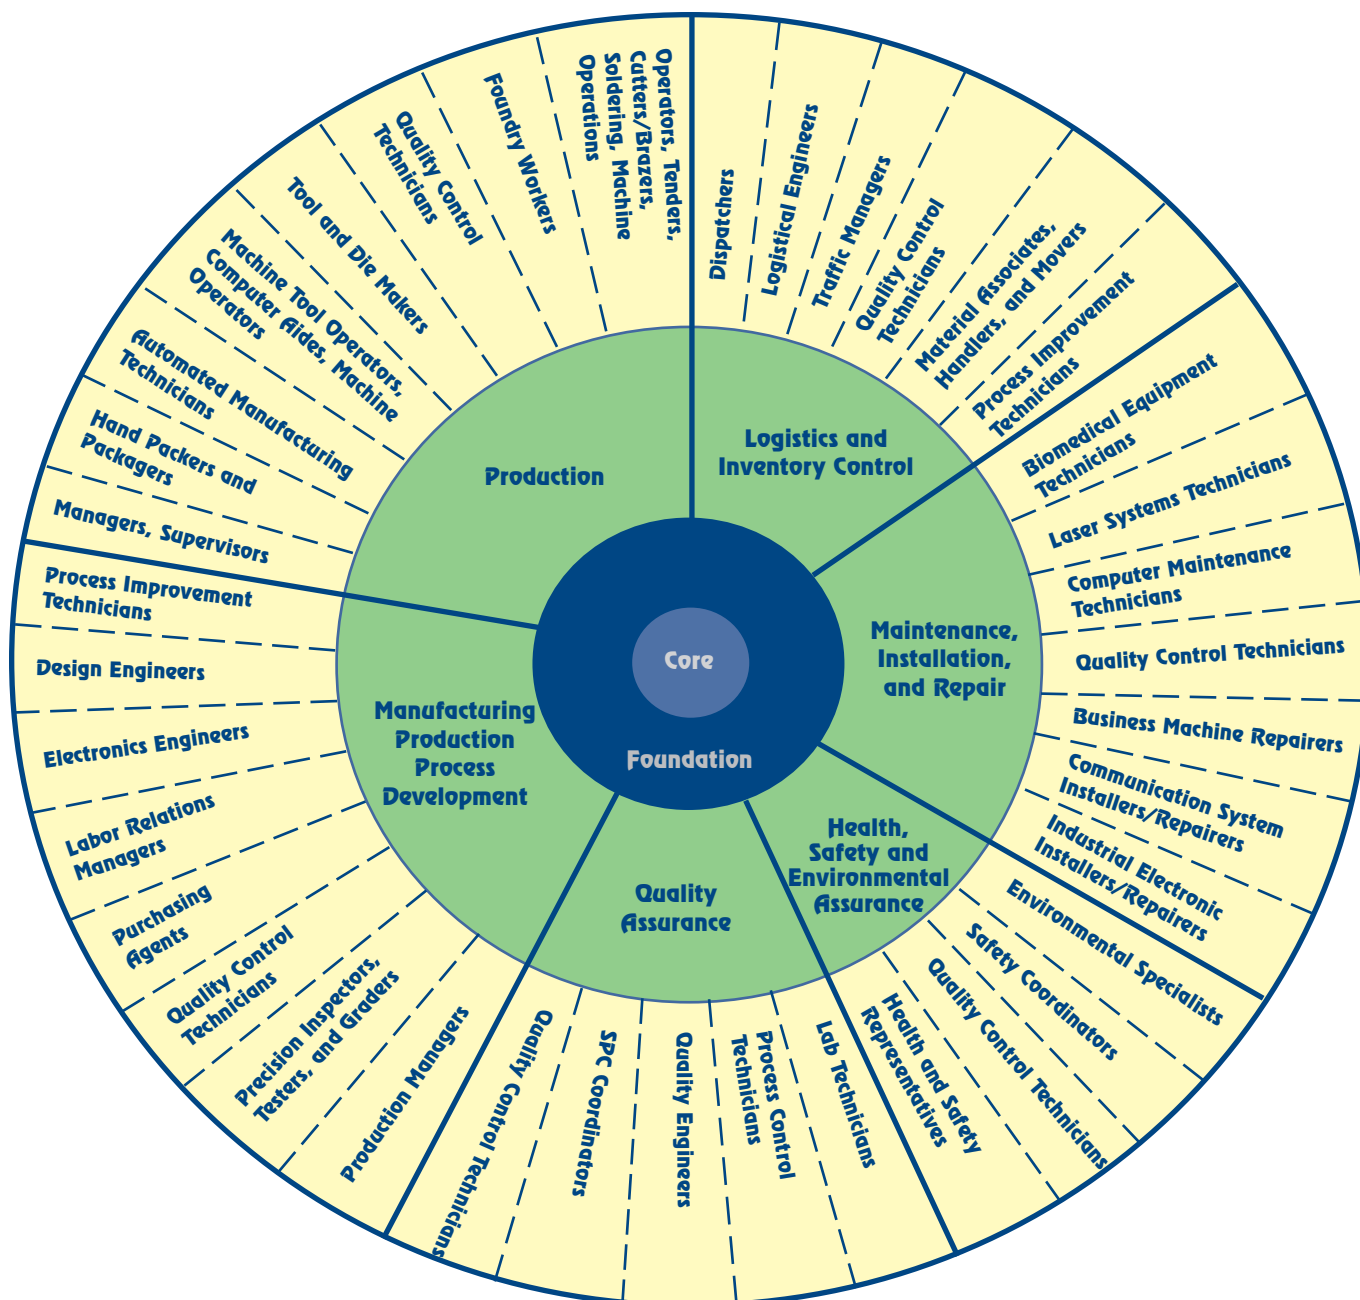 Core
Foundation
Logistics and
Inventory Control
Maintenance,
Installation,
and Repair
Health,
Safety and
Environmental
Assurance
Quality
Assurance
Manufacturing
Production
Process
Development
Production
Dispatchers
Logistical Engineers
Traffic Managers
Quality Control
Technicians
Material Associates,
Handlers, and Movers
Process Improvement
Technicians
Biomedical Equipment
Technicians
Laser Systems Technicians
Computer Maintenance
Technicians
Quality Control Technicians
Business Machine Repairers
Communication System
Installers/Repairers
Industrial Electronic
Installers/Repairers
Environmental Specialists
Safety Coordinators
Quality Control Technicians
Health and Safety
Representatives
Lab Technicians
Process Control
Technicians
Quality Engineers
SPC Coordinators
Quality Control Technicians
Production Managers
Precision Inspectors,
Testers, and Graders
Quality Control
Technicians
Purchasing
Agents
Labor Relations
Managers
Electronics Engineers
Design Engineers
Process Improvement
Technicians
Managers, Supervisors
Hand Packers and
Packagers
Automated Manufacturing
Technicians
Machine Tool Operators,
Computer Aides, Machine
Operators
Tool and Die Makers
Quality Control
Technicians
Foundry Workers
Operators, Tenders,
Cutters/Brazers,
Soldering, Machine
Operations